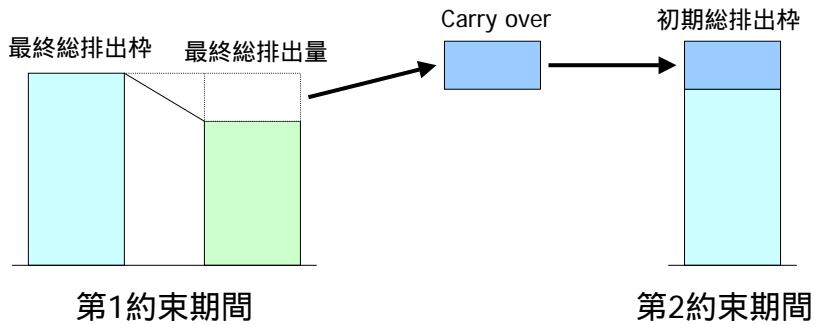 最終総排出枠
最終総排出量
Carry over
初期総排出枠
第1約束期間
第2約束期間